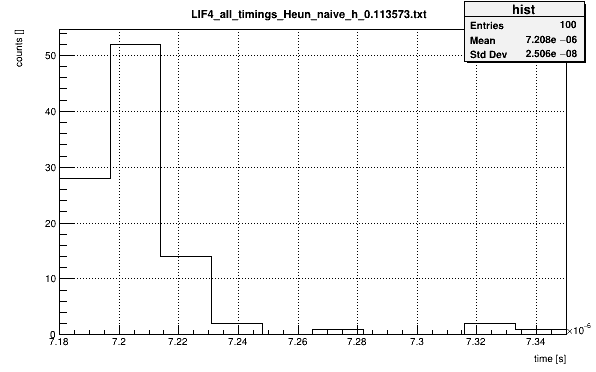 LIF4_all_timings_Heun_naive_h_0.113573.txt
hist
Entries 100
Mean 7.208e −06
Std Dev 2.506e −08
counts []
50
40
30
20
10
0
7.18 7.2 7.22 7.24 7.26 7.28 7.3 7.32 7.34
×10⁻⁶
time [s]